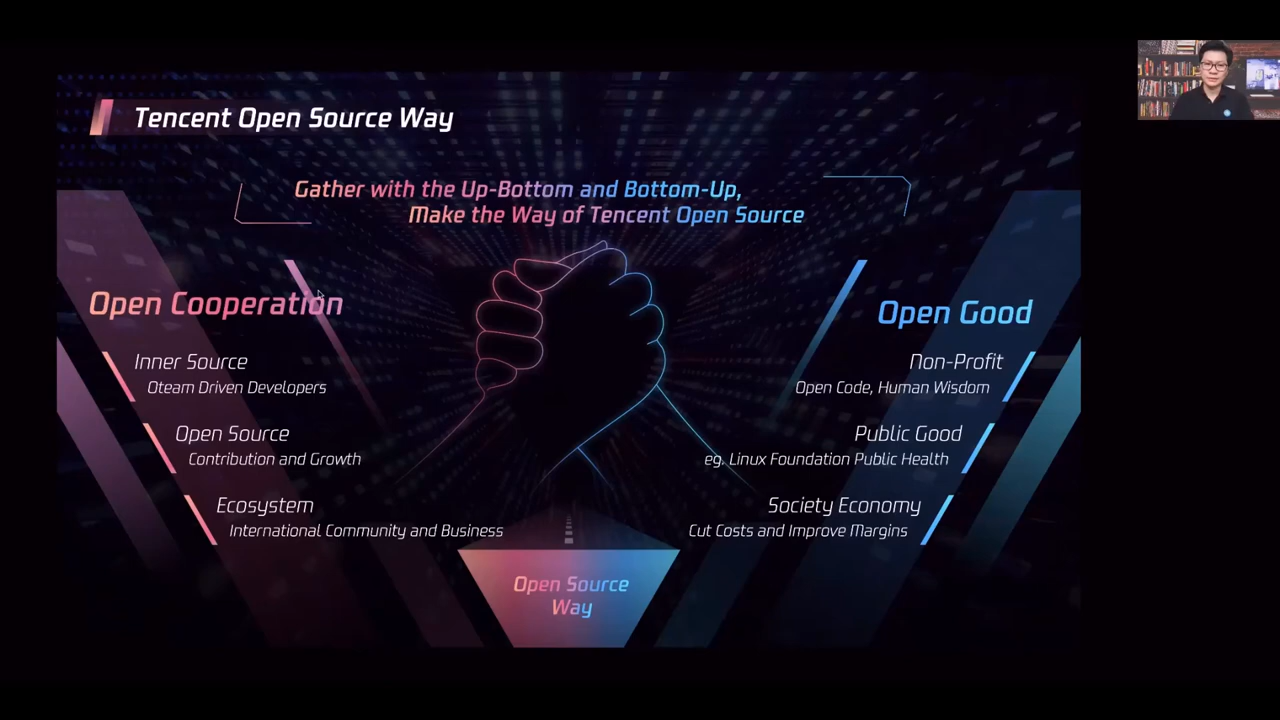 Tencent Open Source Way
Gather with the Up-Bottom and Bottom-Up,
Make the Way of Tencent Open Source
Open Cooperation
Inner Source
Oteam Driven Developers
Open Source
Contribution and Growth
Ecosystem
International Community and Business
Open Good
Non-Profit
Open Code, Human Wisdom
Public Good
eg. Linux Foundation Public Health
Society Economy
Cut Costs and Improve Margins
Open Source
Way